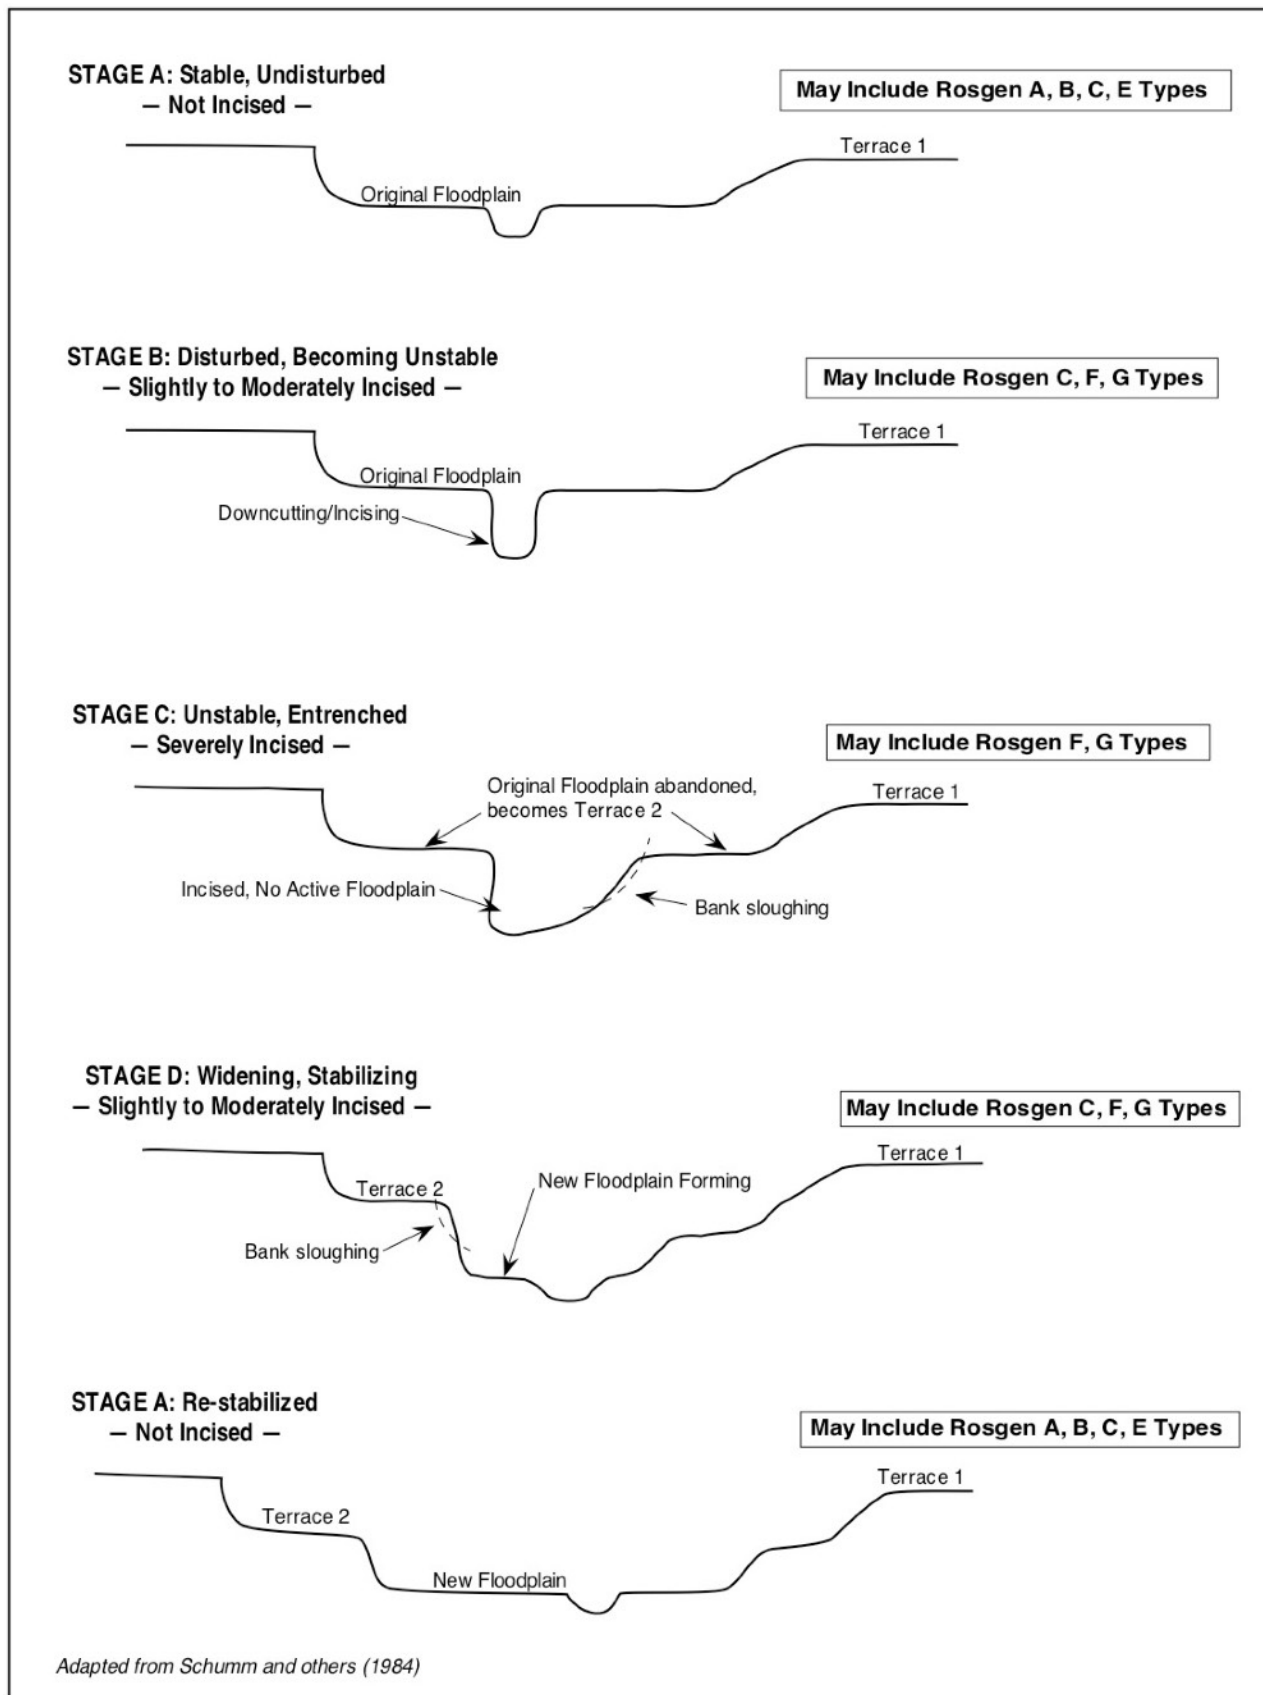 STAGE A: Stable, Undisturbed
— Not Incised —
May Include Rosgen A, B, C, E Types
Terrace 1
Original Floodplain
STAGE B: Disturbed, Becoming Unstable
— Slightly to Moderately Incised —
May Include Rosgen C, F, G Types
Terrace 1
Original Floodplain
Downcutting/Incising
STAGE C: Unstable, Entrenched
— Severely Incised —
May Include Rosgen F, G Types
Original Floodplain abandoned,
becomes Terrace 2
Terrace 1
Incised, No Active Floodplain
Bank sloughing
STAGE D: Widening, Stabilizing
— Slightly to Moderately Incised —
May Include Rosgen C, F, G Types
Terrace 1
Terrace 2
New Floodplain Forming
Bank sloughing
STAGE A: Re-stabilized
— Not Incised —
May Include Rosgen A, B, C, E Types
Terrace 1
Terrace 2
New Floodplain
Adapted from Schumm and others (1984)